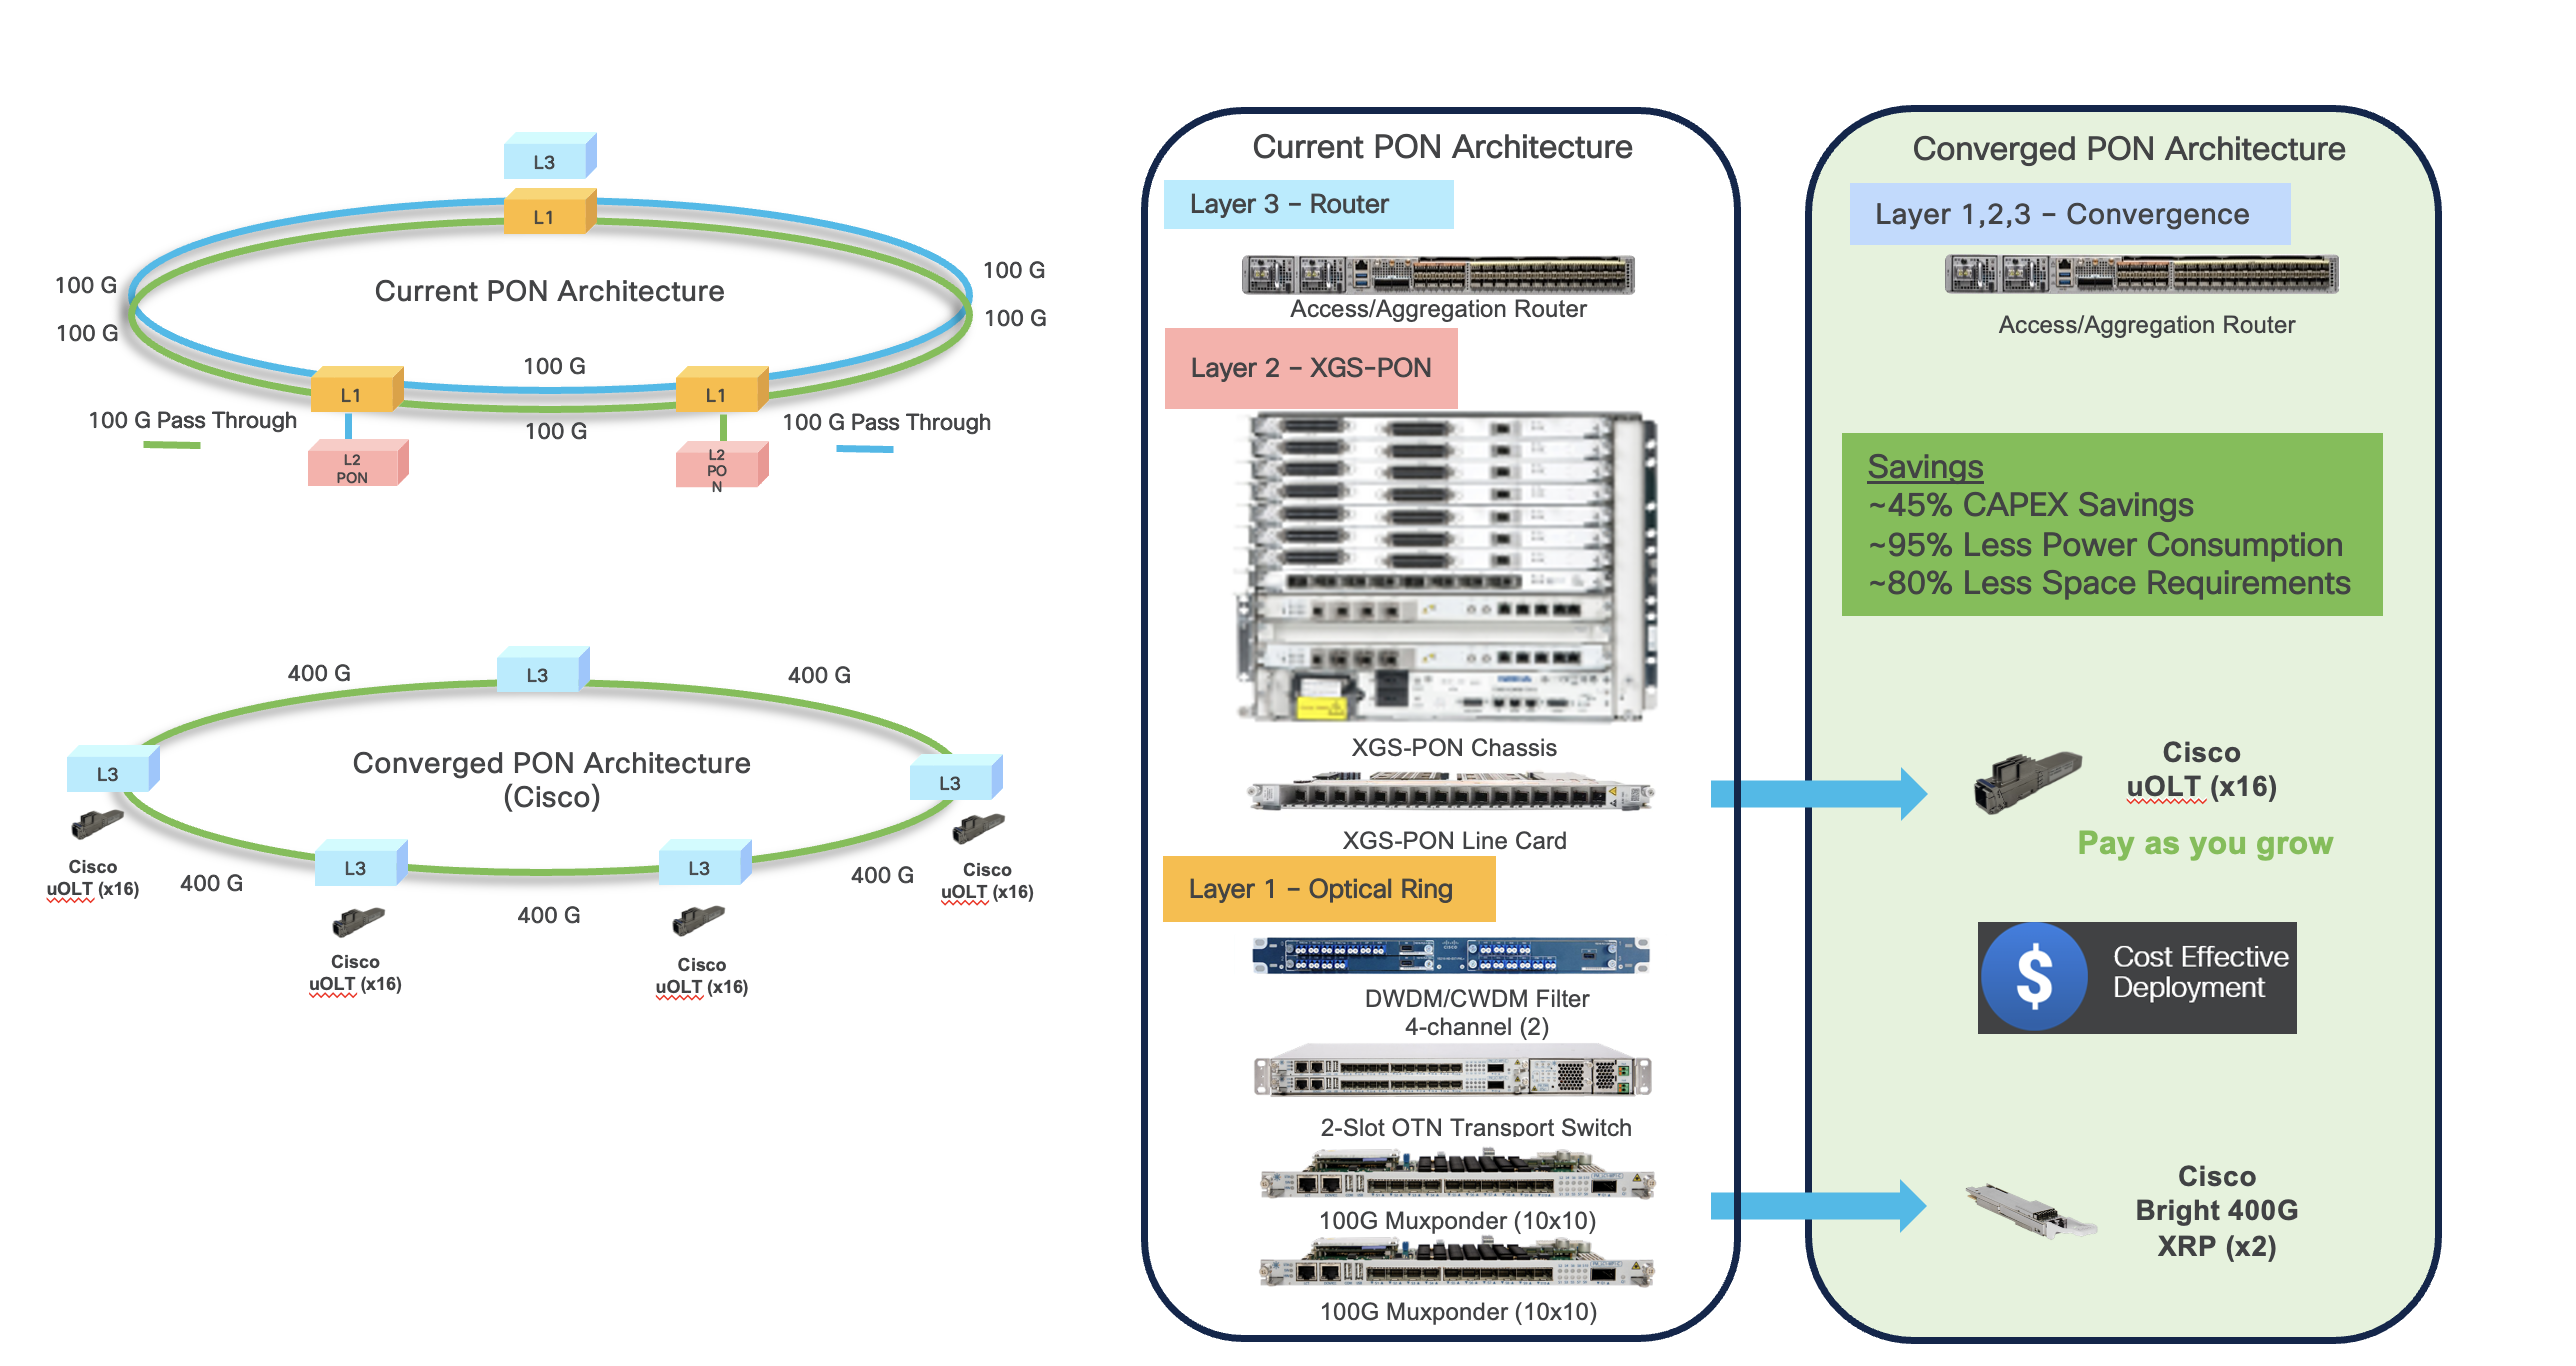 L3
L1
100 G
100 G
Current PON Architecture
100 G
100 G
100 G
L1
L1
100 G Pass Through
100 G Pass Through
100 G
L2
PON
L2
PO
N
L3
400 G
400 G
L3
Converged PON Architecture
(Cisco)
L3
Cisco
uOLT (x16)
400 G
L3
L3
400 G
Cisco
uOLT (x16)
400 G
Cisco
uOLT (x16)
Cisco
uOLT (x16)
Current PON Architecture
Layer 3 – Router
Access/Aggregation Router
Layer 2 – XGS-PON
XGS-PON Chassis
XGS-PON Line Card
Layer 1 – Optical Ring
DWDM/CWDM Filter
4-channel (2)
2-Slot OTN Transport Switch
100G Muxponder (10x10)
100G Muxponder (10x10)
Converged PON Architecture
Layer 1,2,3 – Convergence
Access/Aggregation Router
Savings
~45% CAPEX Savings
~95% Less Power Consumption
~80% Less Space Requirements
Cisco
uOLT (x16)
Pay as you grow
$
Cost Effective
Deployment
Cisco
Bright 400G
XRP (x2)